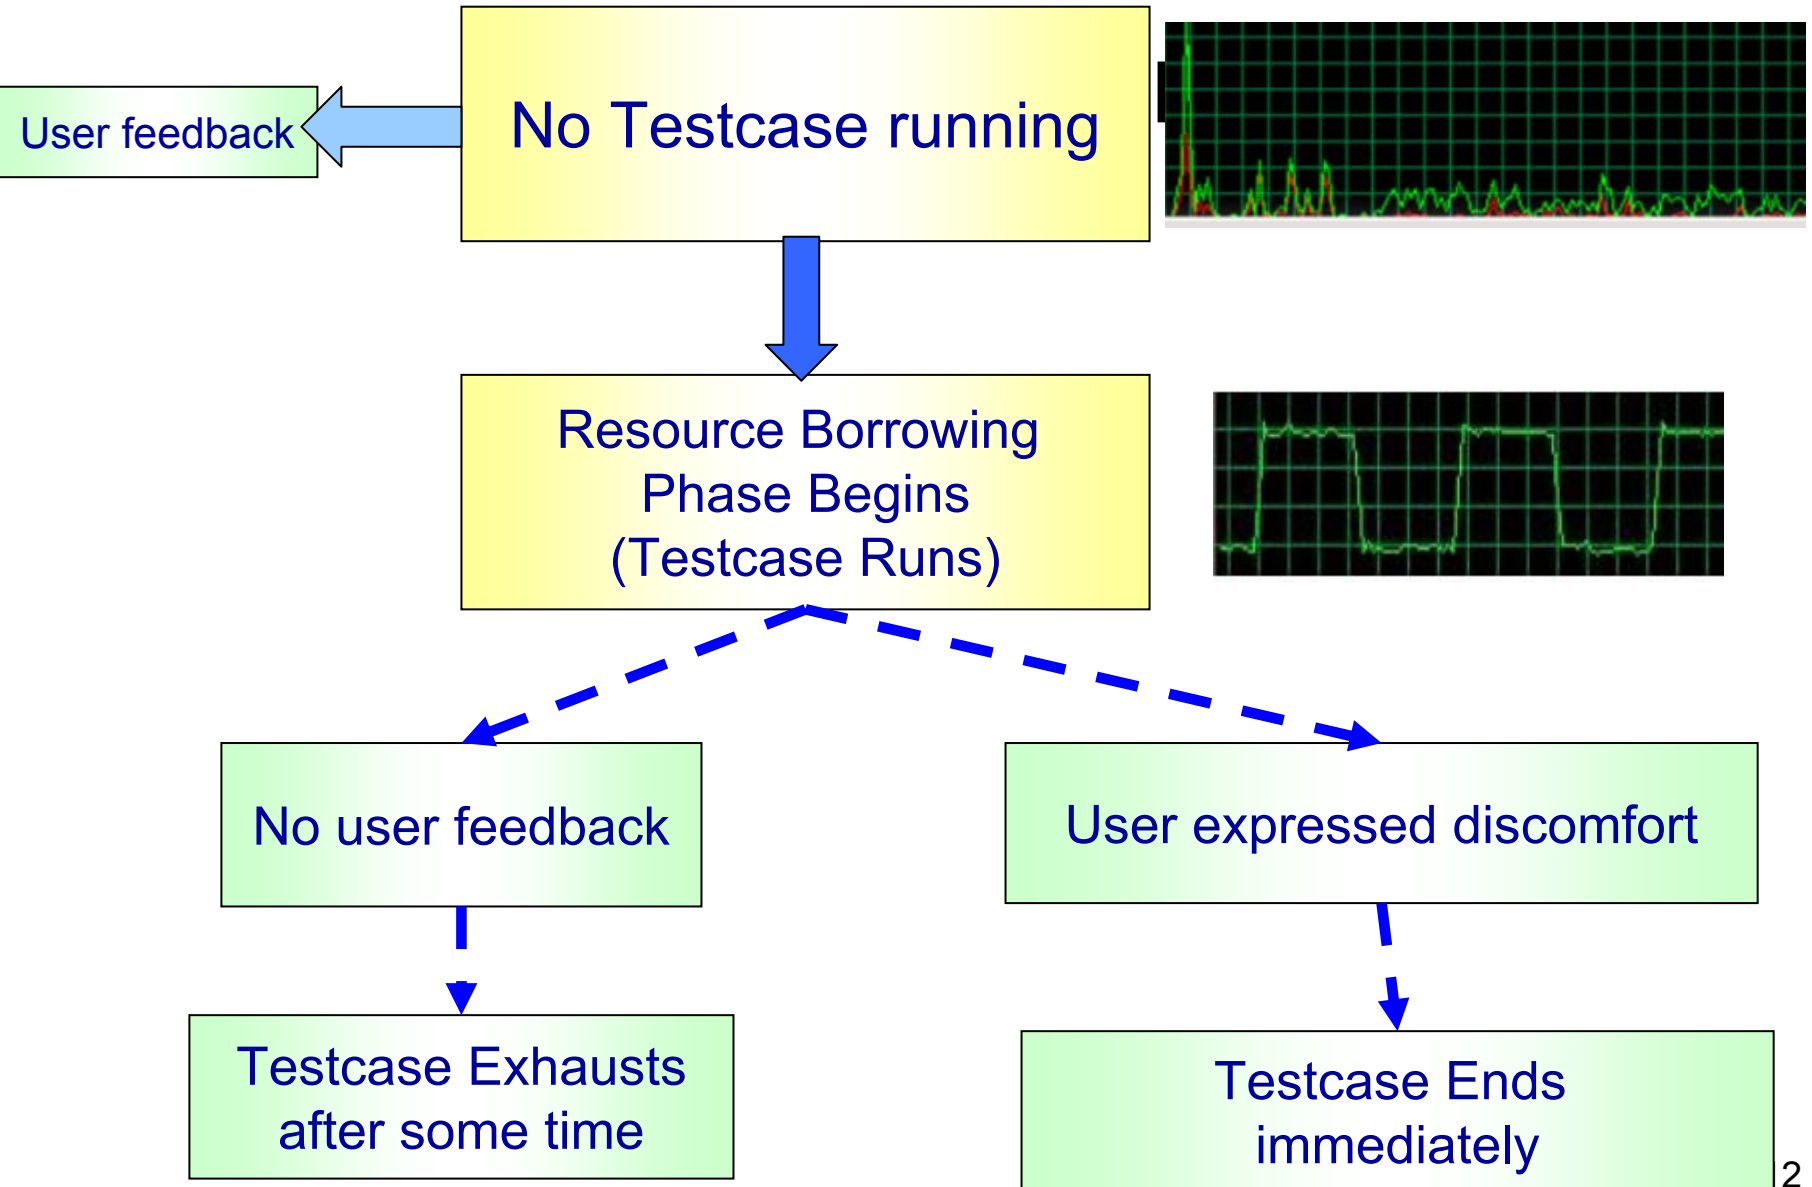 No Testcase running
User feedback
Resource Borrowing
Phase Begins
(Testcase Runs)
No user feedback
User expressed discomfort
Testcase Exhausts
after some time
Testcase Ends
immediately
12